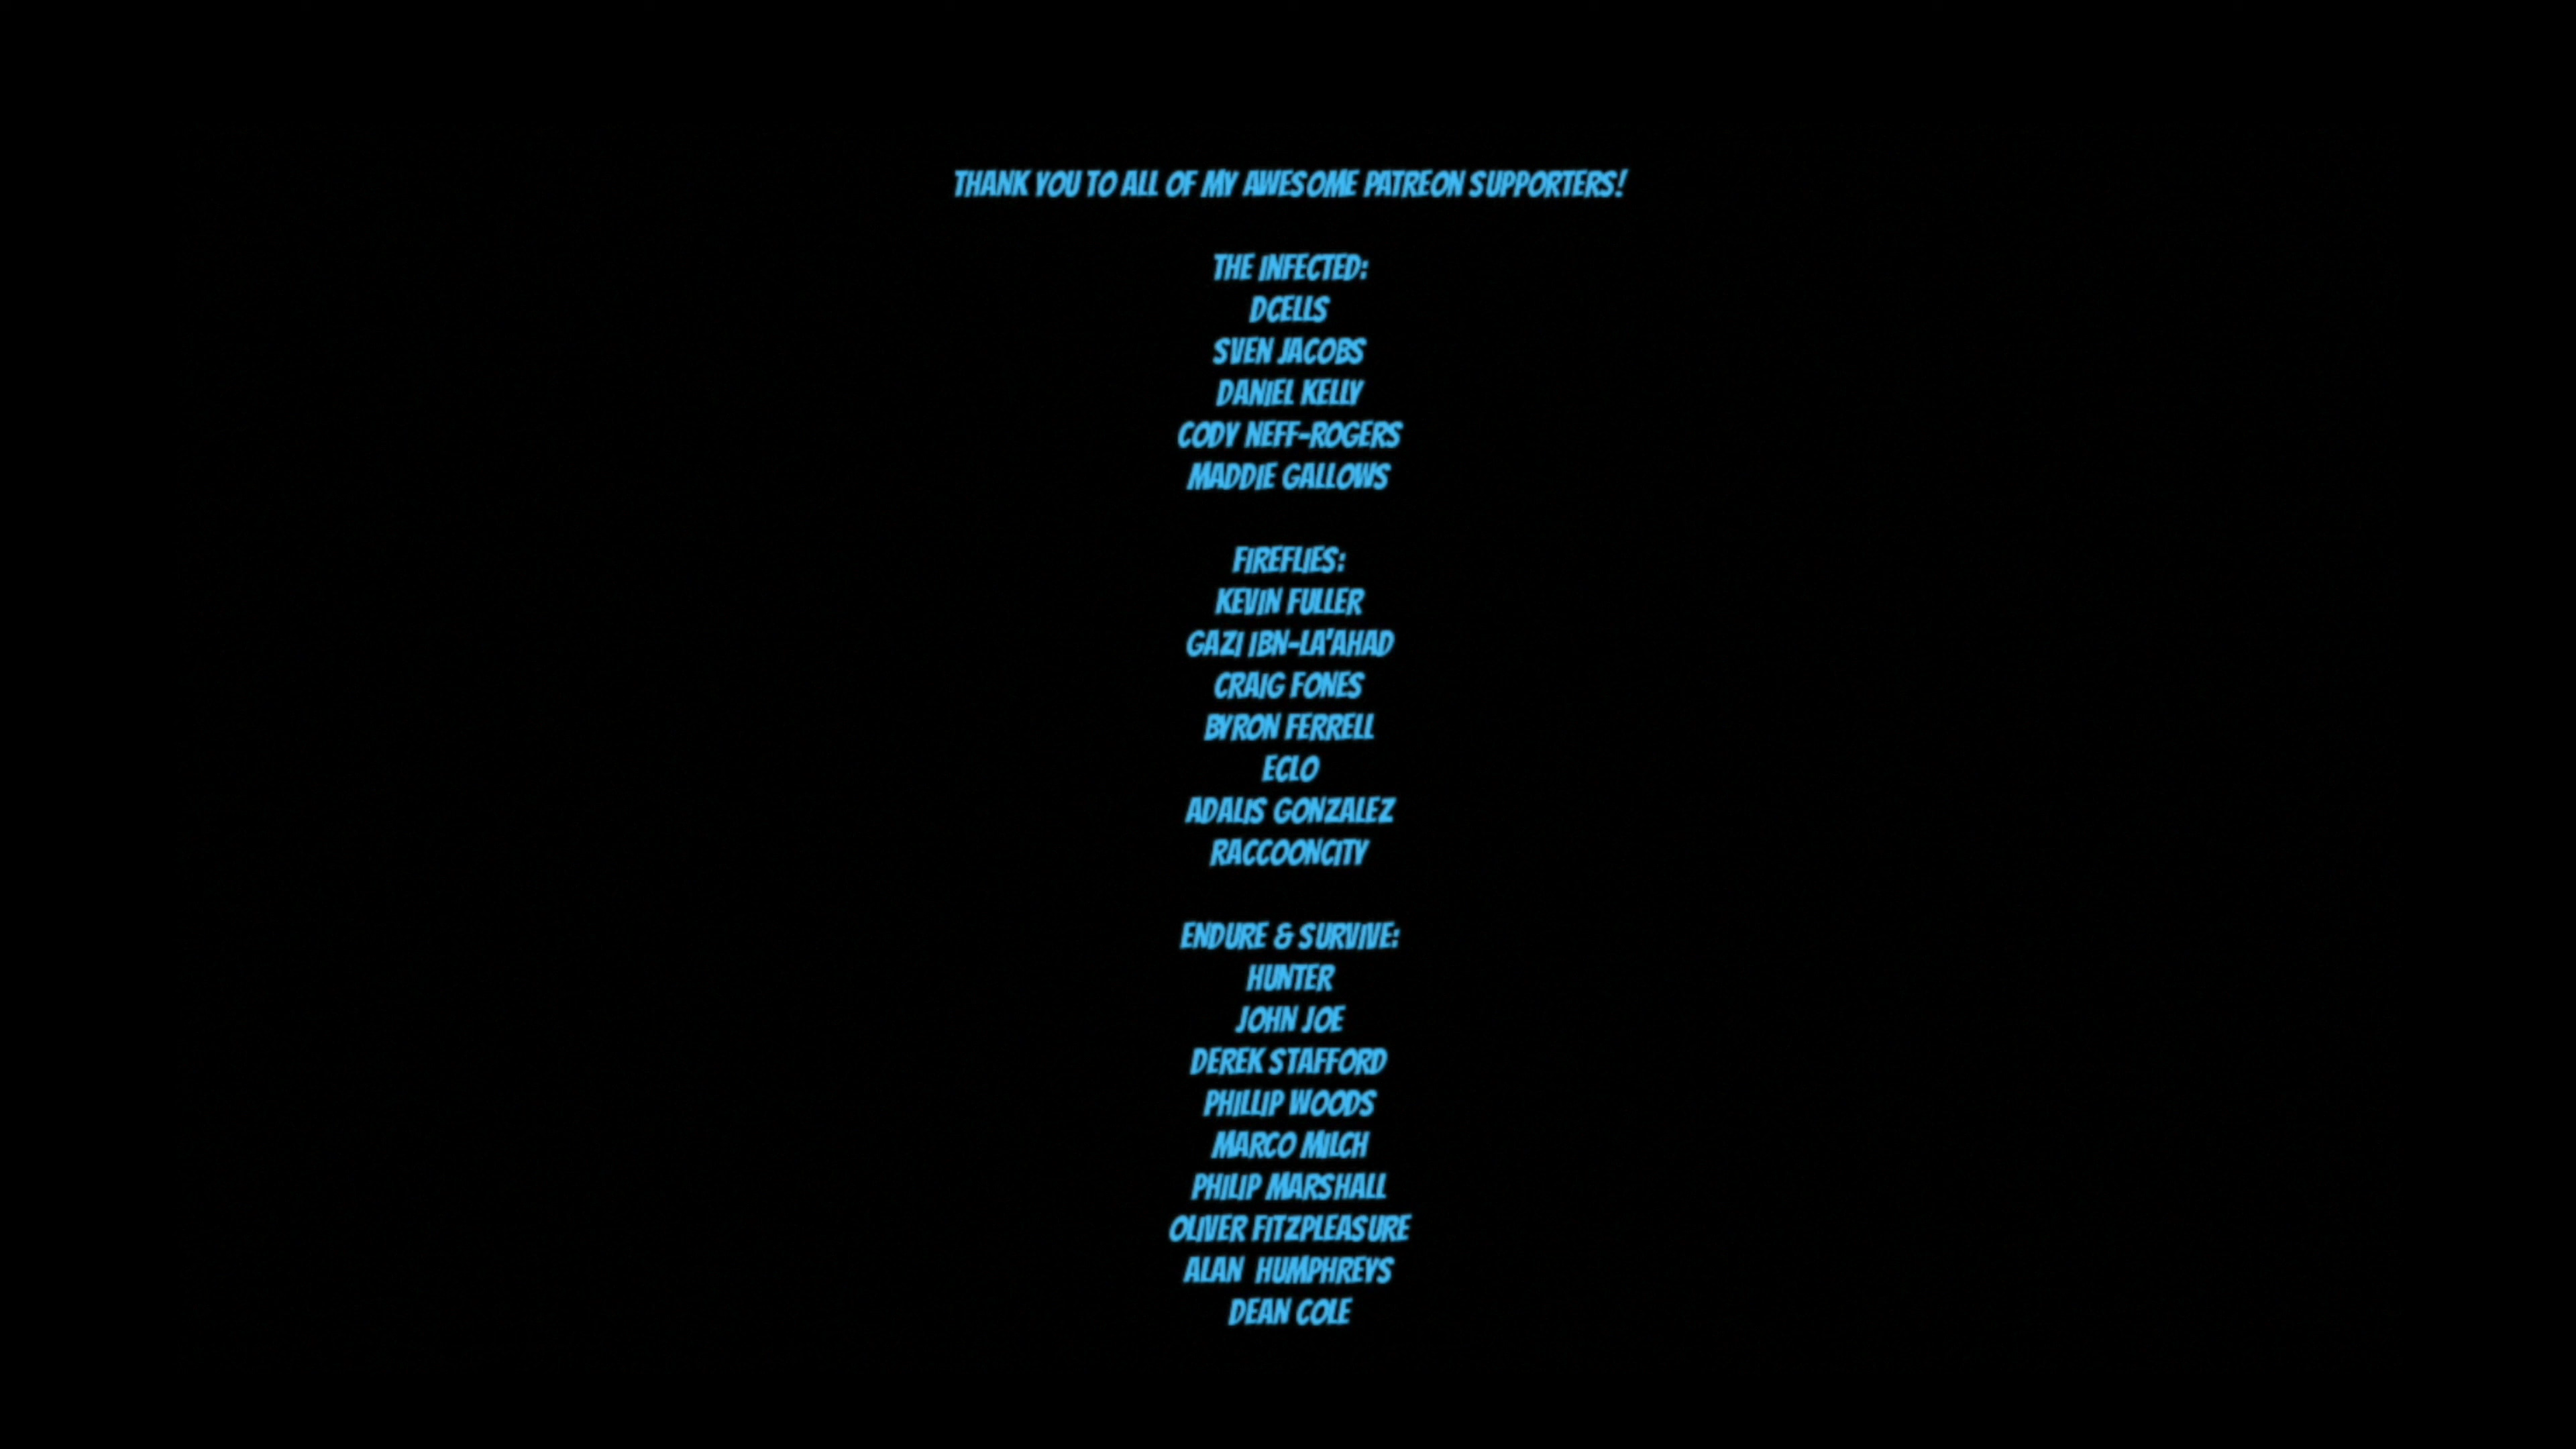 THANK YOU TO ALL OF MY AWESOME PATREON SUPPORTERS!
THE INFECTED:
DCELLS
SVEN JACOBS
DANIEL KELLY
CODY NEFF-ROGERS
MADDIE GALLOWS
FIREFLIES:
KEVIN FULLER
GAZI IBN-LA'AHAD
CRAIG FONES
BYRON FERRELL
ECLO
ADALIS GONZALEZ
RACCOONCITY
ENDURE & SURVIVE:
HUNTER
JOHN JOE
DEREK STAFFORD
PHILLIP WOODS
MARCO MILCH
PHILIP MARSHALL
OLIVER FITZPLEASURE
ALAN HUMPHREYS
DEAN COLE